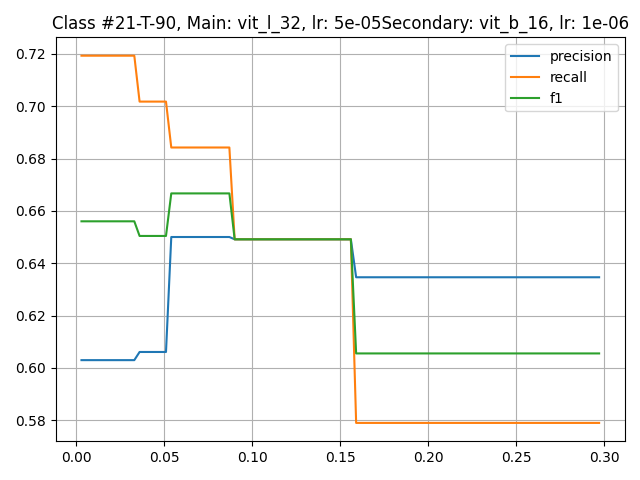 Class #21-T-90, Main: vit_l_32, lr: 5e-05Secondary: vit_b_16, lr: 1e-06
precision
recall
f1
0.72
0.70
0.68
0.66
0.64
0.62
0.60
0.58
0.00 0.05 0.10 0.15 0.20 0.25 0.30